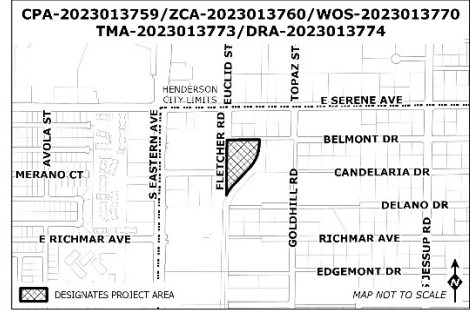 CPA-2023013759/ZCA-2023013760/WOS-2023013770
TMA-2023013773/DRA-2023013774
EUCLID ST
TOPAZ ST
HENDERSON
CITY LIMITS
E SERENE AVE
AVOLA ST
S EASTERN AVE
FLETCHER RD
BELMONT DR
MERANO CT
CANDELARIA DR
GOLDHILL RD
DELANO DR
E RICHMAR AVE
RICHMAR AVE
S JESSUP RD
EDGEMONT DR
DESIGNATES PROJECT AREA
MAP NOT TO SCALE